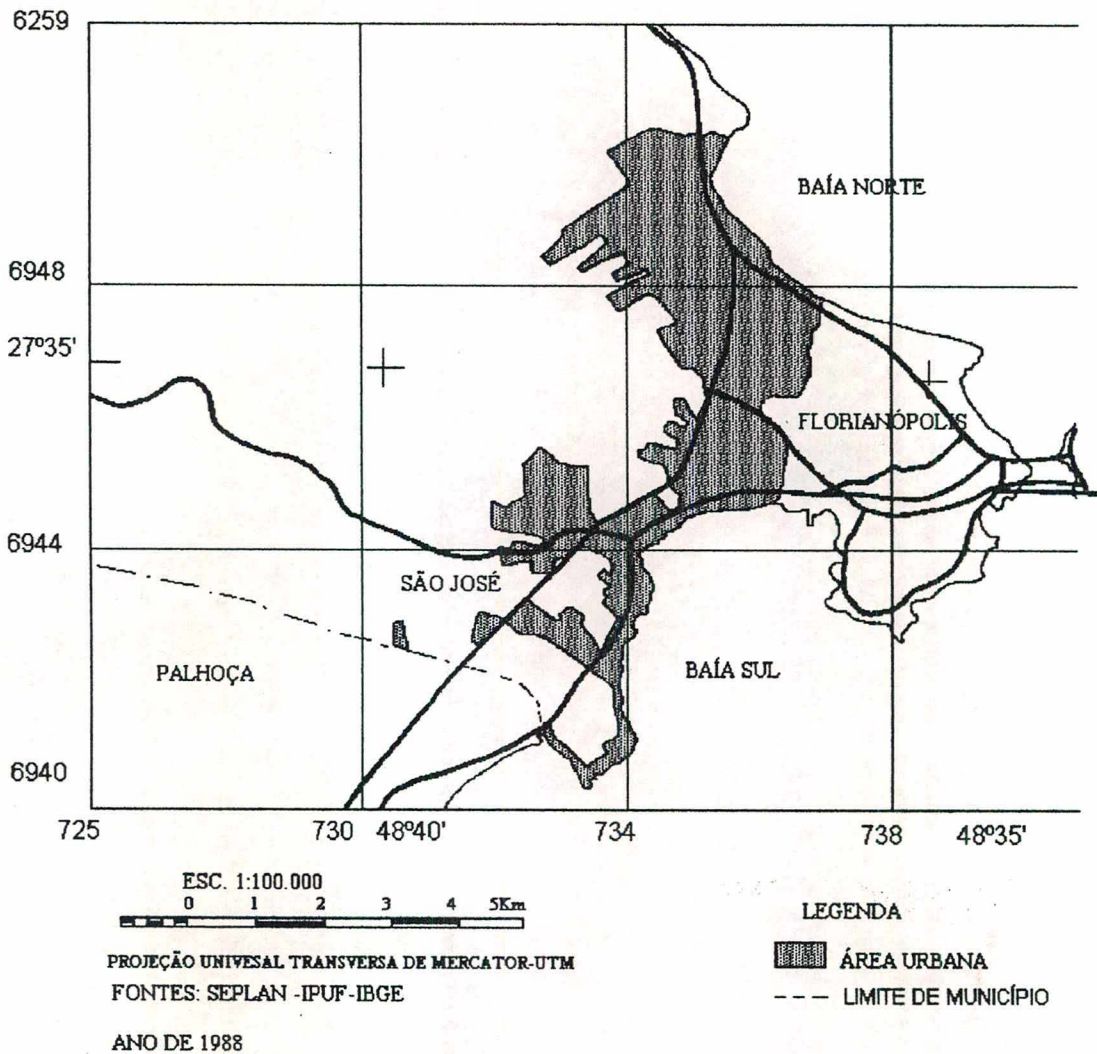 6259
BAÍA NORTE
6948
27º35'
FLORIANÓPOLIS
6944
SÃO JOSÉ
PALHOÇA
BAÍA SUL
6940
725 730 48º40' 734 738 48º35'
ESC. 1:100.000
0 1 2 3 4 5Km
PROJEÇÃO UNIVESAL TRANSVERSA DE MERCATOR-UTM
FONTES: SEPLAN -IPUF-IBGE
ANO DE 1988
LEGENDA
ÁREA URBANA
LIMITE DE MUNICÍPIO